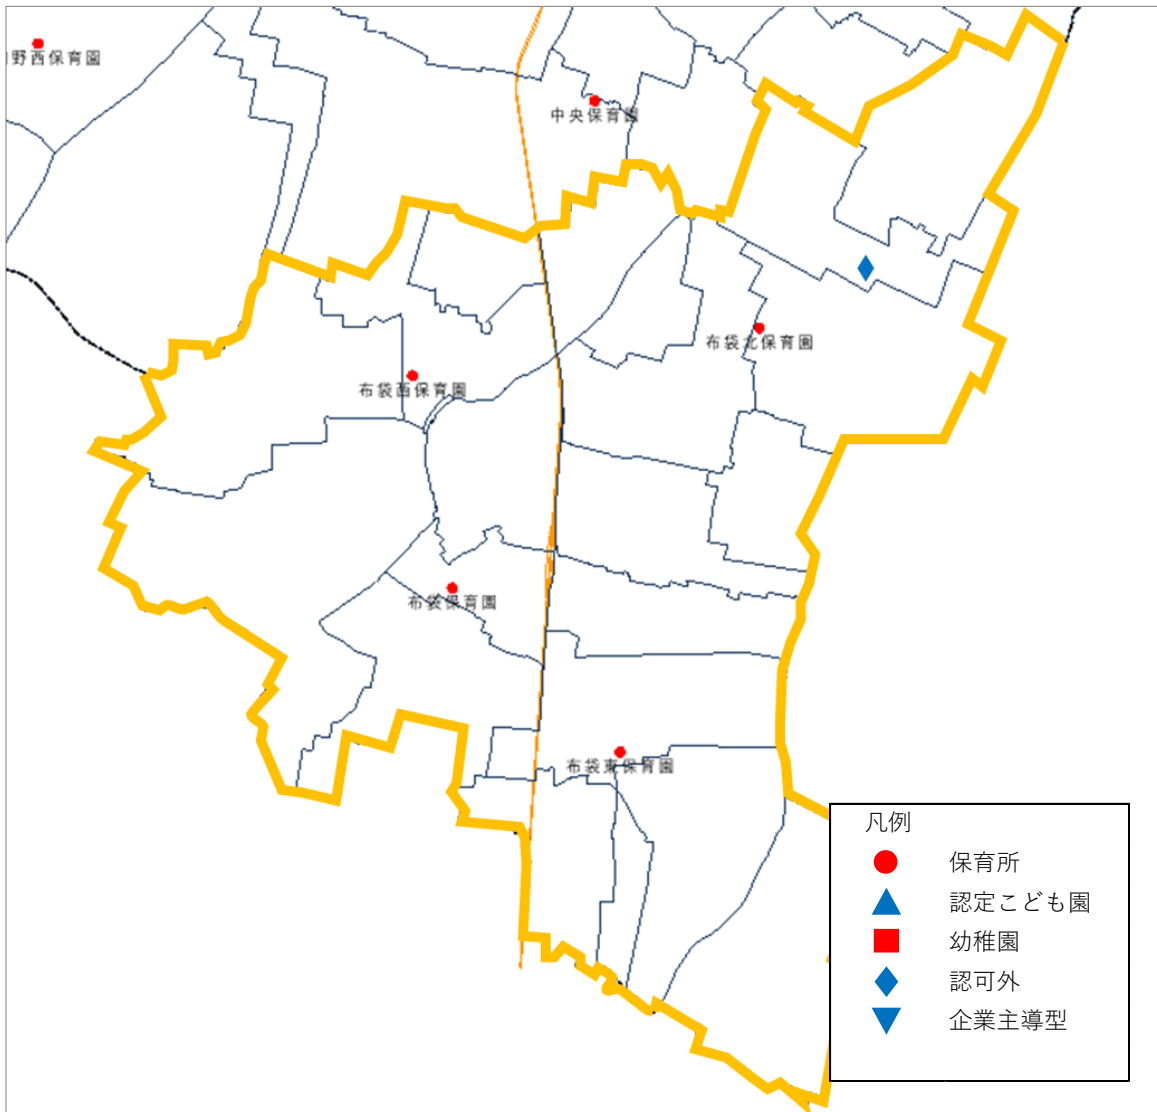 野西保育園
中央保育園
布袋北保育園
布袋西保育園
布袋保育園
布袋東保育園
凡例
保育所
認定こども園
幼稚園
認可外
企業主導型